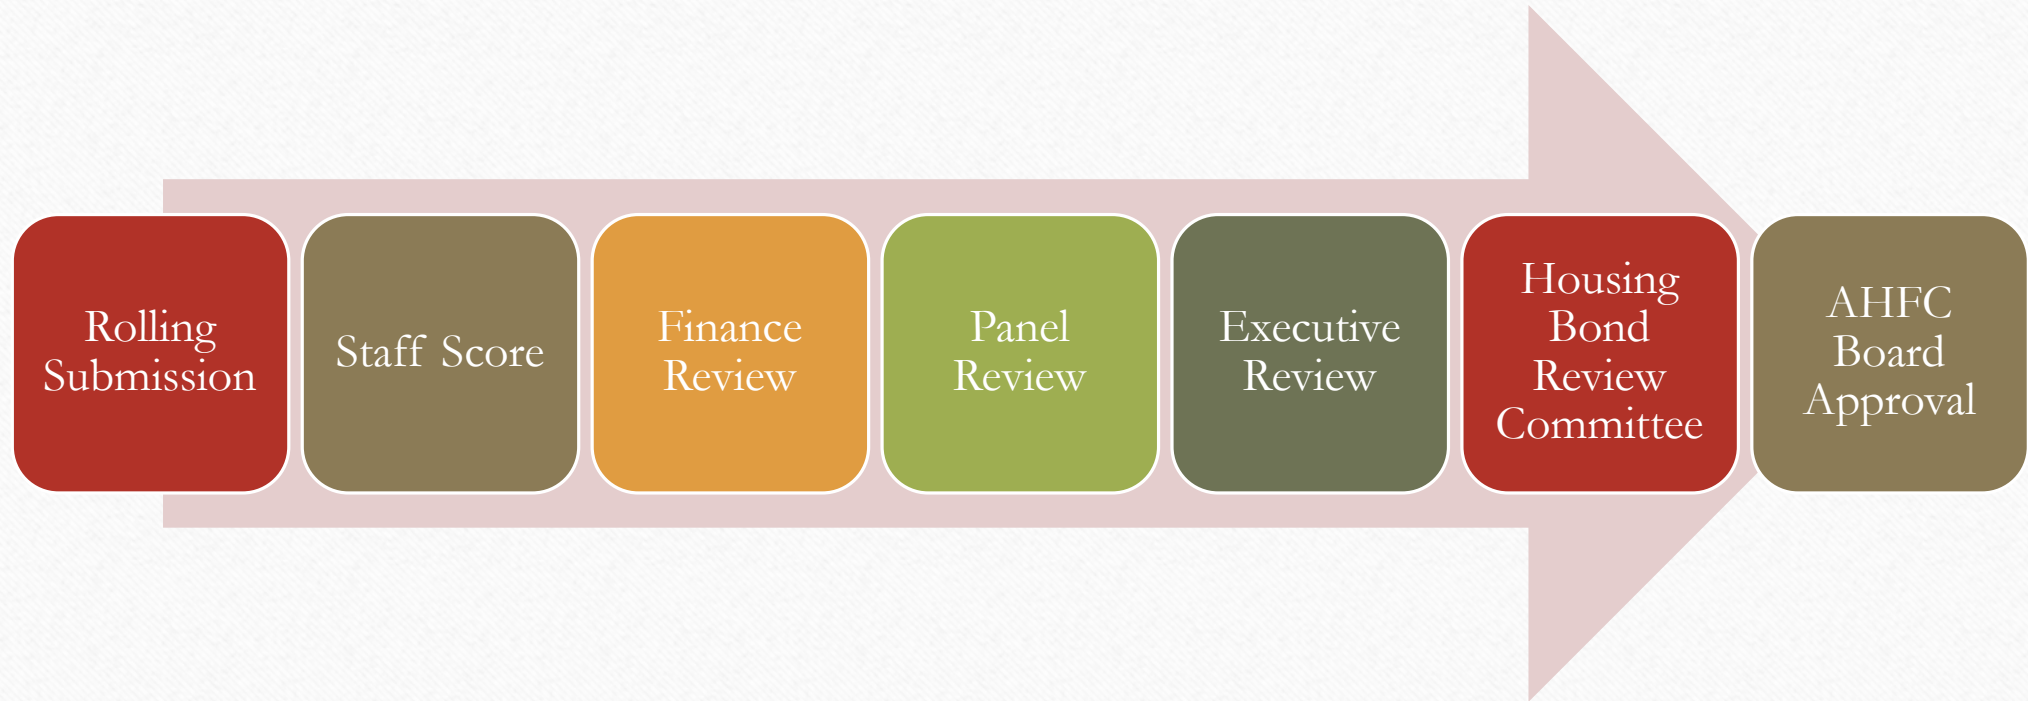 Rolling
Submission
Staff Score
Finance
Review
Panel
Review
Executive
Review
Housing
Bond
Review
Committee
AHFC
Board
Approval